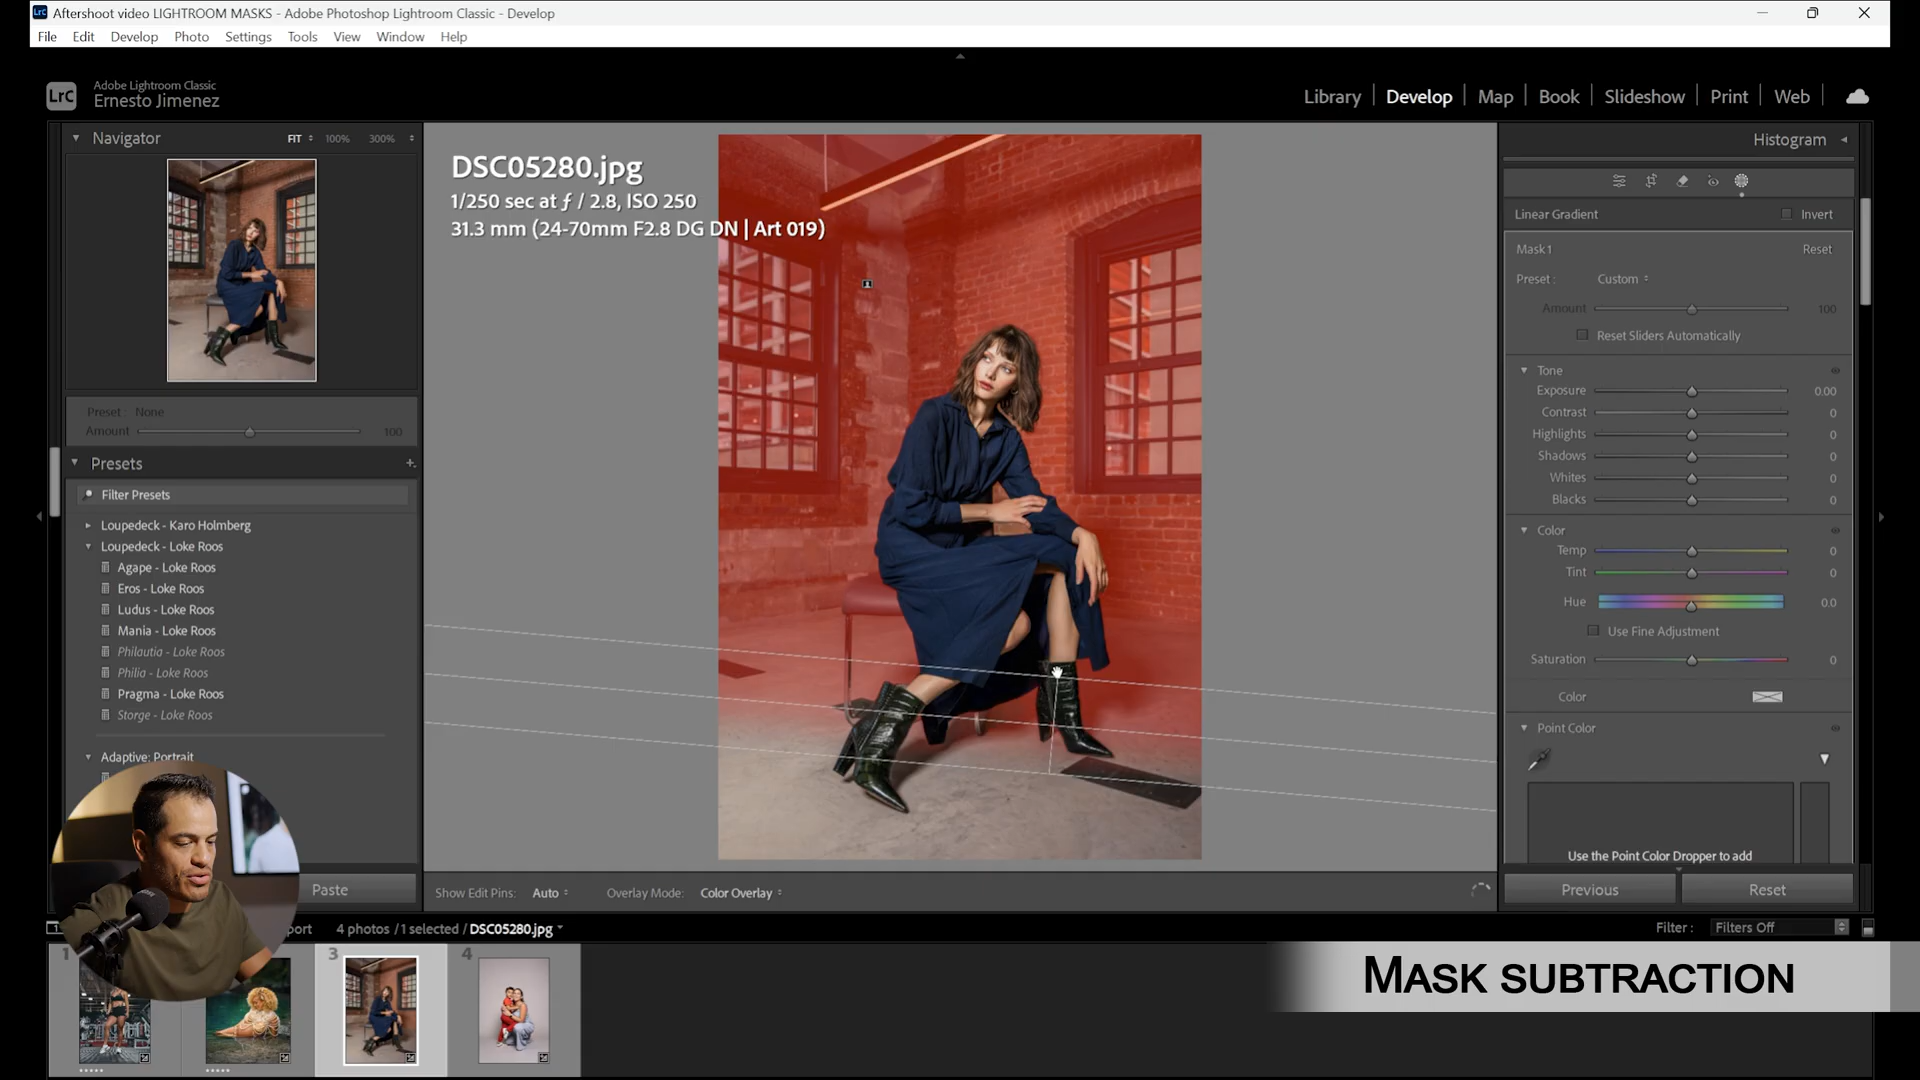 LrC Aftershoot video LIGHTROOM MASKS - Adobe Photoshop Lightroom Classic - Develop
File Edit Develop Photo Settings Tools View Window Help
LrC
Adobe Lightroom Classic
Ernesto Jimenez
Library Develop Map Book Slideshow Print Web
Navigator FIT 100% 300%
Preset: None
Amount 100
Presets
Filter Presets
Loupedeck - Karo Holmberg
Loupedeck - Loke Roos
Agape - Loke Roos
Eros - Loke Roos
Ludus - Loke Roos
Mania - Loke Roos
Philautia - Loke Roos
Philia - Loke Roos
Pragma - Loke Roos
Storge - Loke Roos
Adaptive: Portrait
Paste
DSC05280.jpg
1/250 sec at ƒ / 2.8, ISO 250
31.3 mm (24-70mm F2.8 DG DN | Art 019)
Show Edit Pins: Auto Overlay Mode: Color Overlay
Histogram
Linear Gradient Invert
Mask 1 Reset
Preset: Custom
Amount 100
Reset Sliders Automatically
Tone
Exposure 0.00
Contrast 0
Highlights 0
Shadows 0
Whites 0
Blacks 0
Color
Temp 0
Tint 0
Hue 0.0
Use Fine Adjustment
Saturation 0
Color
Point Color
Use the Point Color Dropper to add
Previous Reset
port 4 photos / 1 selected / DSC05280.jpg
Filter: Filters Off
1
3
4
MASK SUBTRACTION